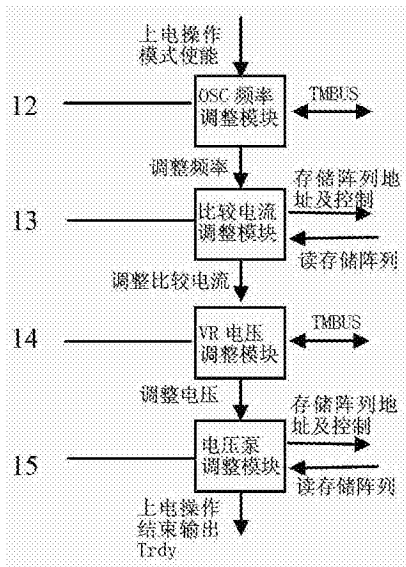 上电操作
模式使能
12
OSC 频率
调整模块
TMBUS
调整频率
存储阵列地
址及控制
13
比较电流
调整模块
读存储阵列
调整比较电流
14
VR 电压
调整模块
TMBUS
调整电压
存储阵列地
址及控制
15
电压泵
调整模块
读存储阵列
上电操作
结束输出
Trdy